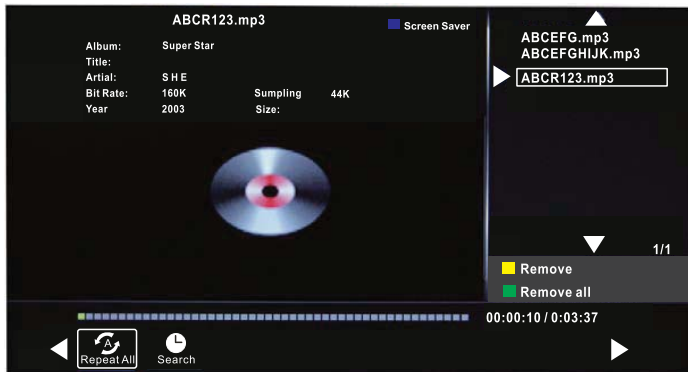 ABCR123.mp3
Screen Saver
Album: Super Star
Title:
Artial: S H E
Bit Rate: 160K Sumpling 44K
Year 2003 Size:
ABCEFG.mp3
ABCEFGHIJK.mp3
ABCR123.mp3
1/1
Remove
Remove all
00:00:10 / 0:03:37
A
Repeat All
Search